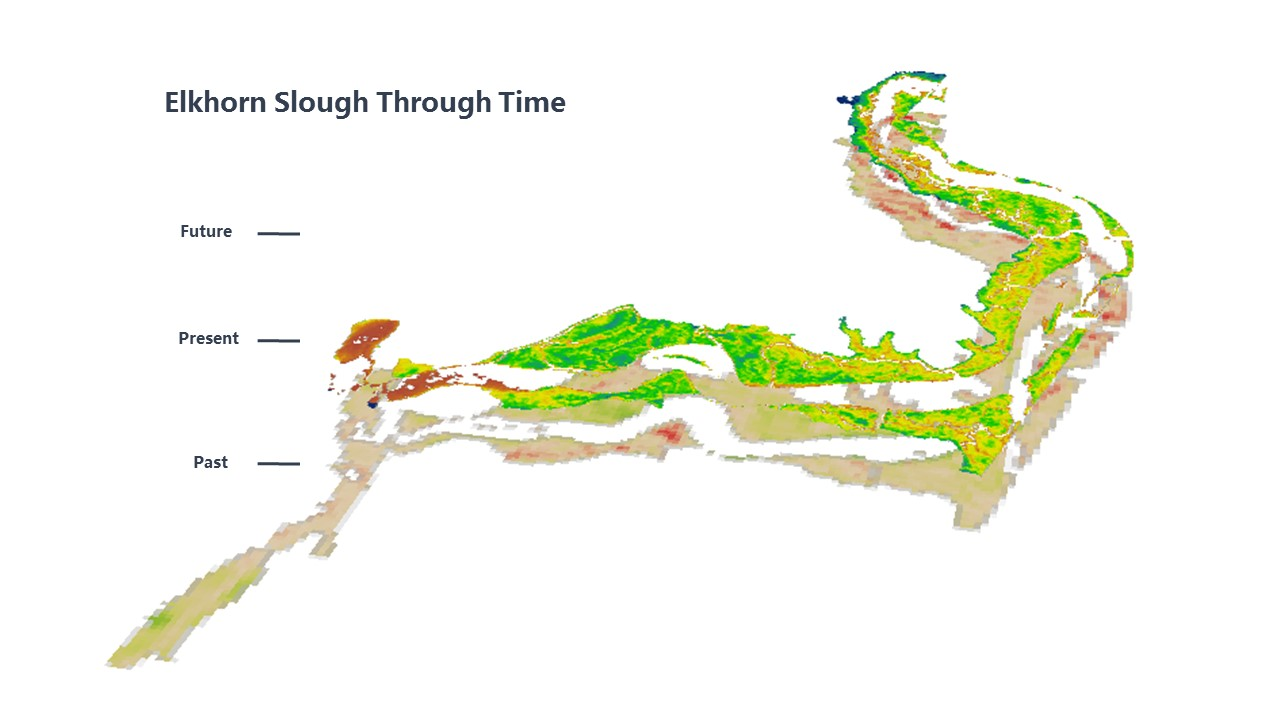 Elkhorn Slough Through Time
Future
Present
Past